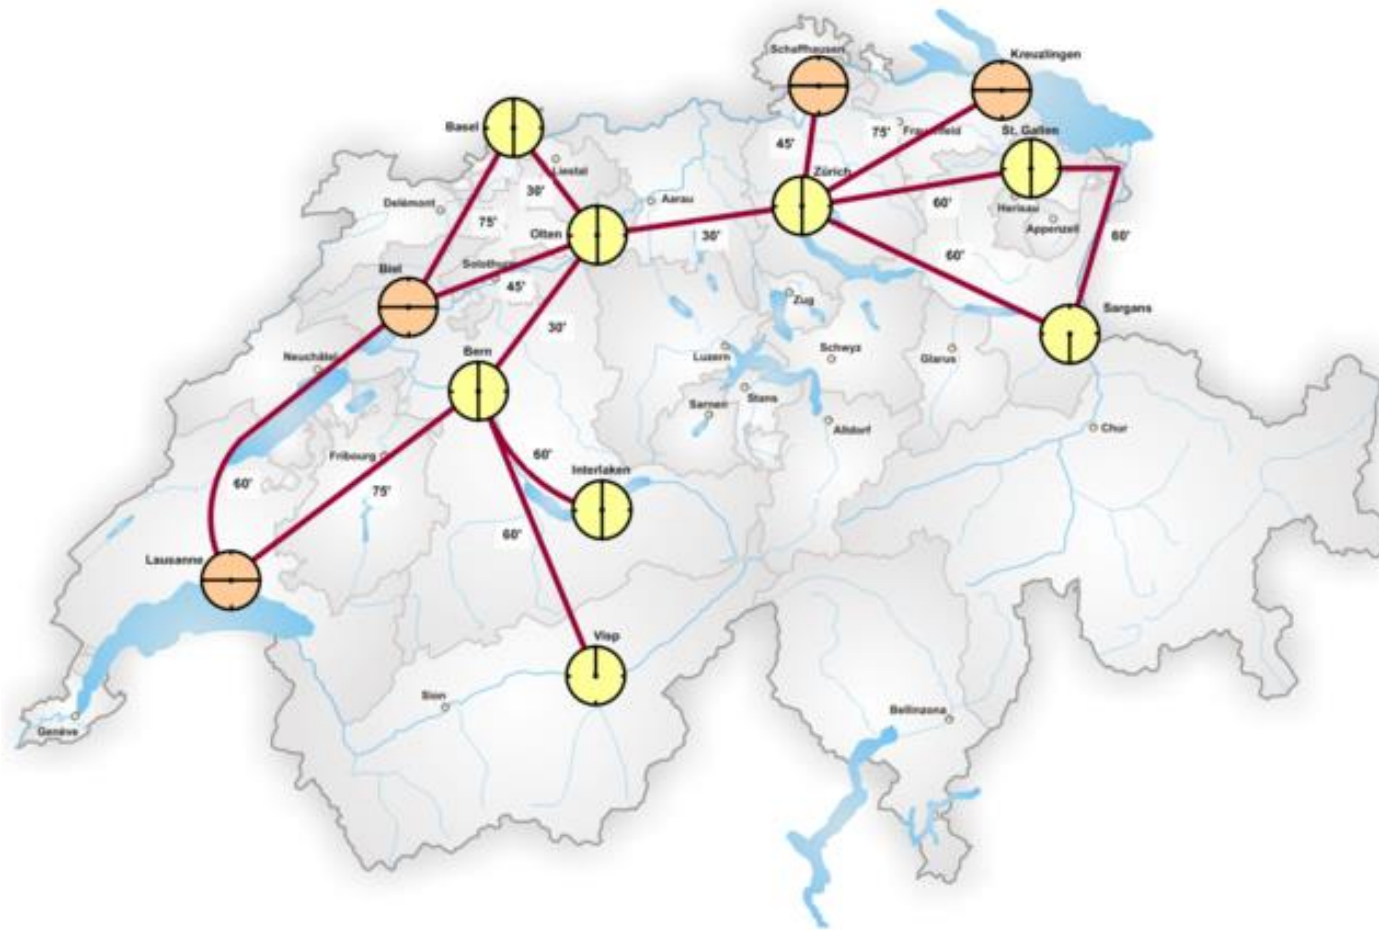 Schaffhausen
Kreuzlingen
Basel
75'
Frauenfeld
St. Gallen
45'
Liestal
Zürich
30'
Aarau
60'
Herisau
Delémont
75'
Olten
30'
Appenzell
60'
60'
Biel
Solothurn
45'
Zug
Sargans
30'
Neuchâtel
Bern
Luzern
Schwyz
Glarus
Stans
Sarnen
Altdorf
Chur
Fribourg
60'
Interlaken
60'
75'
60'
Lausanne
Visp
Sion
Bellinzona
Genève